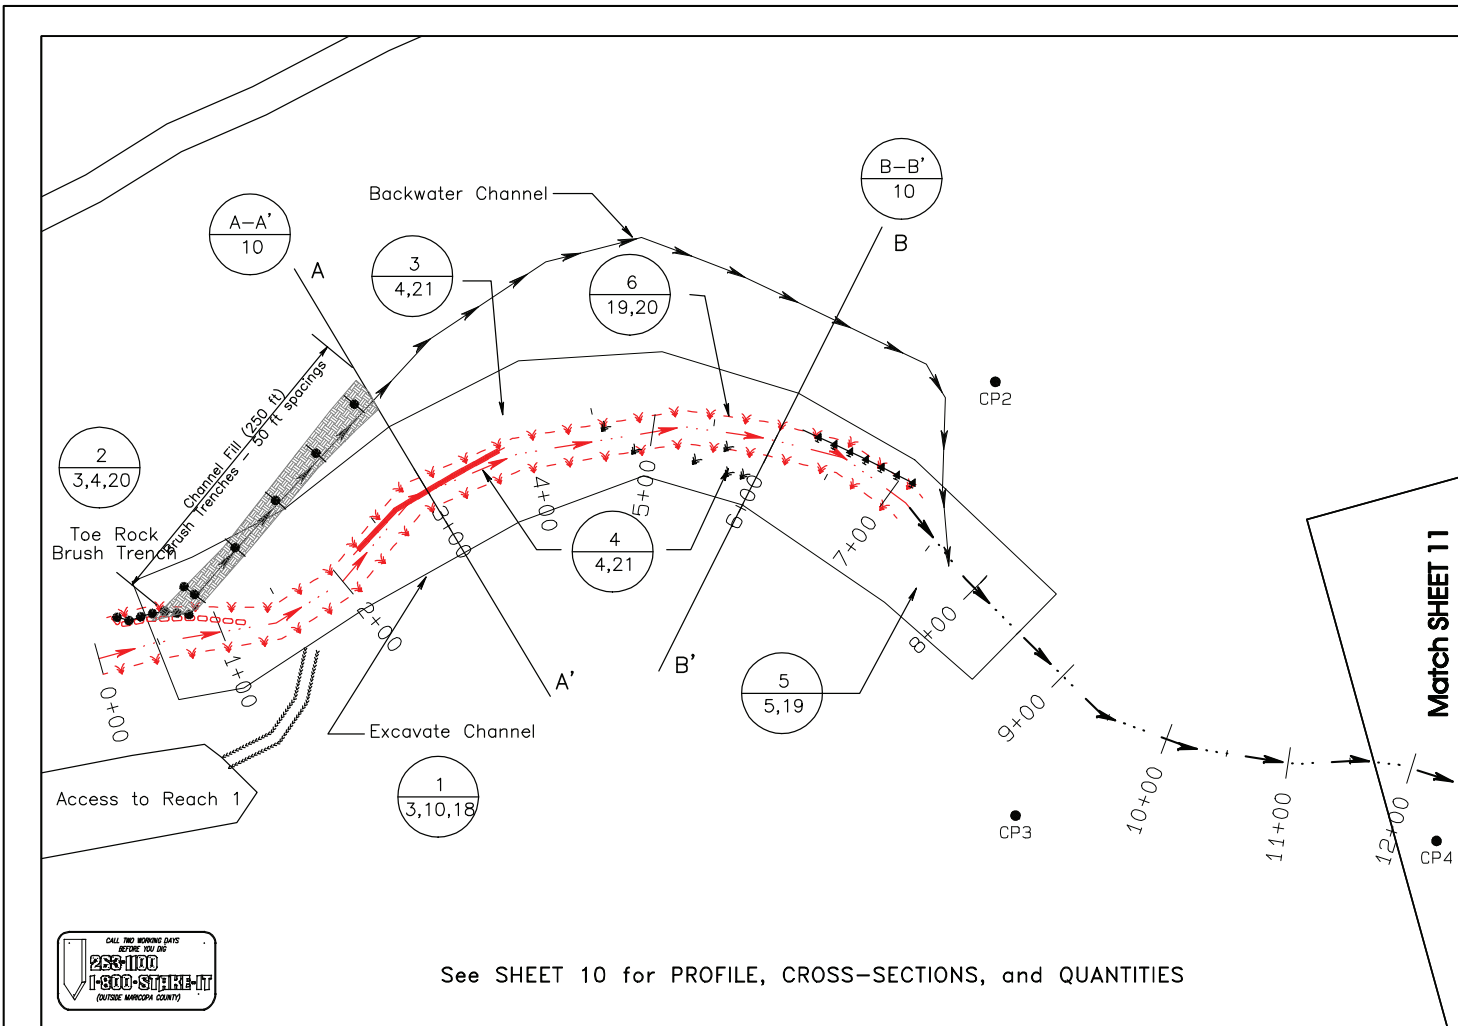 Backwater Channel
B-B'
10
A-A'
10
A
B
3
4,21
6
19,20
CP2
Channel Fill (250 ft)
Brush Trenches - 50 ft spacings
2
3,4,20
Toe Rock
Brush Trench
4
4,21
5
5,19
A'
B'
0+00
1+00
2+00
3+00
4+00
5+00
6+00
7+00
8+00
9+00
10+00
11+00
12+00
Match SHEET 11
Excavate Channel
1
3,10,18
Access to Reach 1
CP3
CP4
CALL TWO WORKING DAYS
BEFORE YOU DIG
263-1100
1-800-STAKE-IT
(OUTSIDE MARICOPA COUNTY)
See SHEET 10 for PROFILE, CROSS-SECTIONS, and QUANTITIES